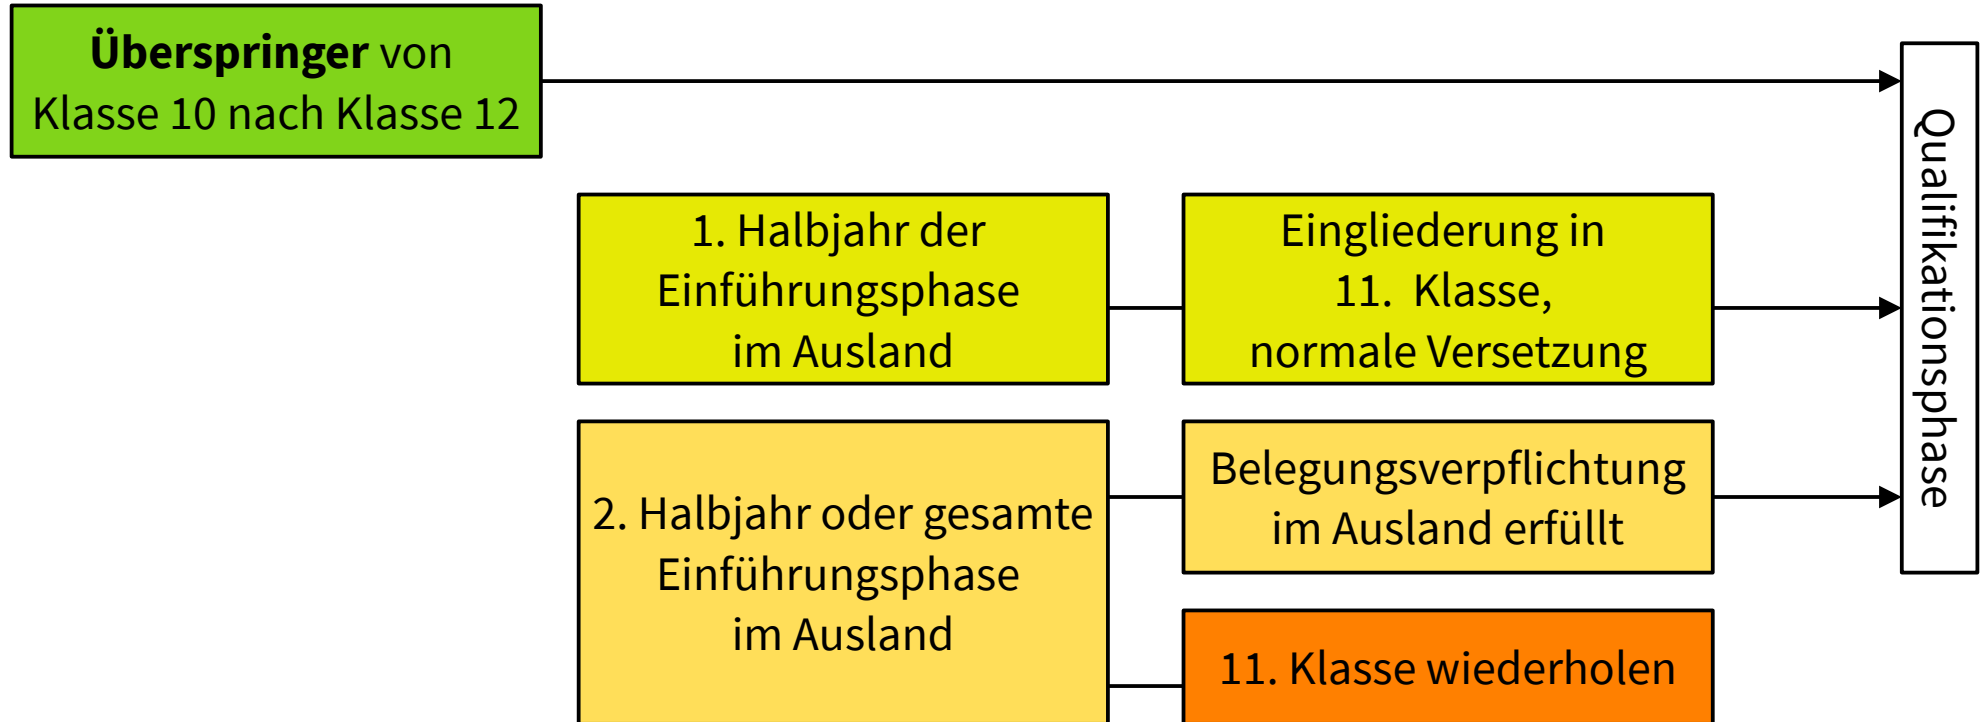 Überspringer von
Klasse 10 nach Klasse 12
1. Halbjahr der
Einführungsphase
im Ausland
Eingliederung in
11. Klasse,
normale Versetzung
2. Halbjahr oder gesamte
Einführungsphase
im Ausland
Belegungsverpflichtung
im Ausland erfüllt
11. Klasse wiederholen
Qualifikationsphase